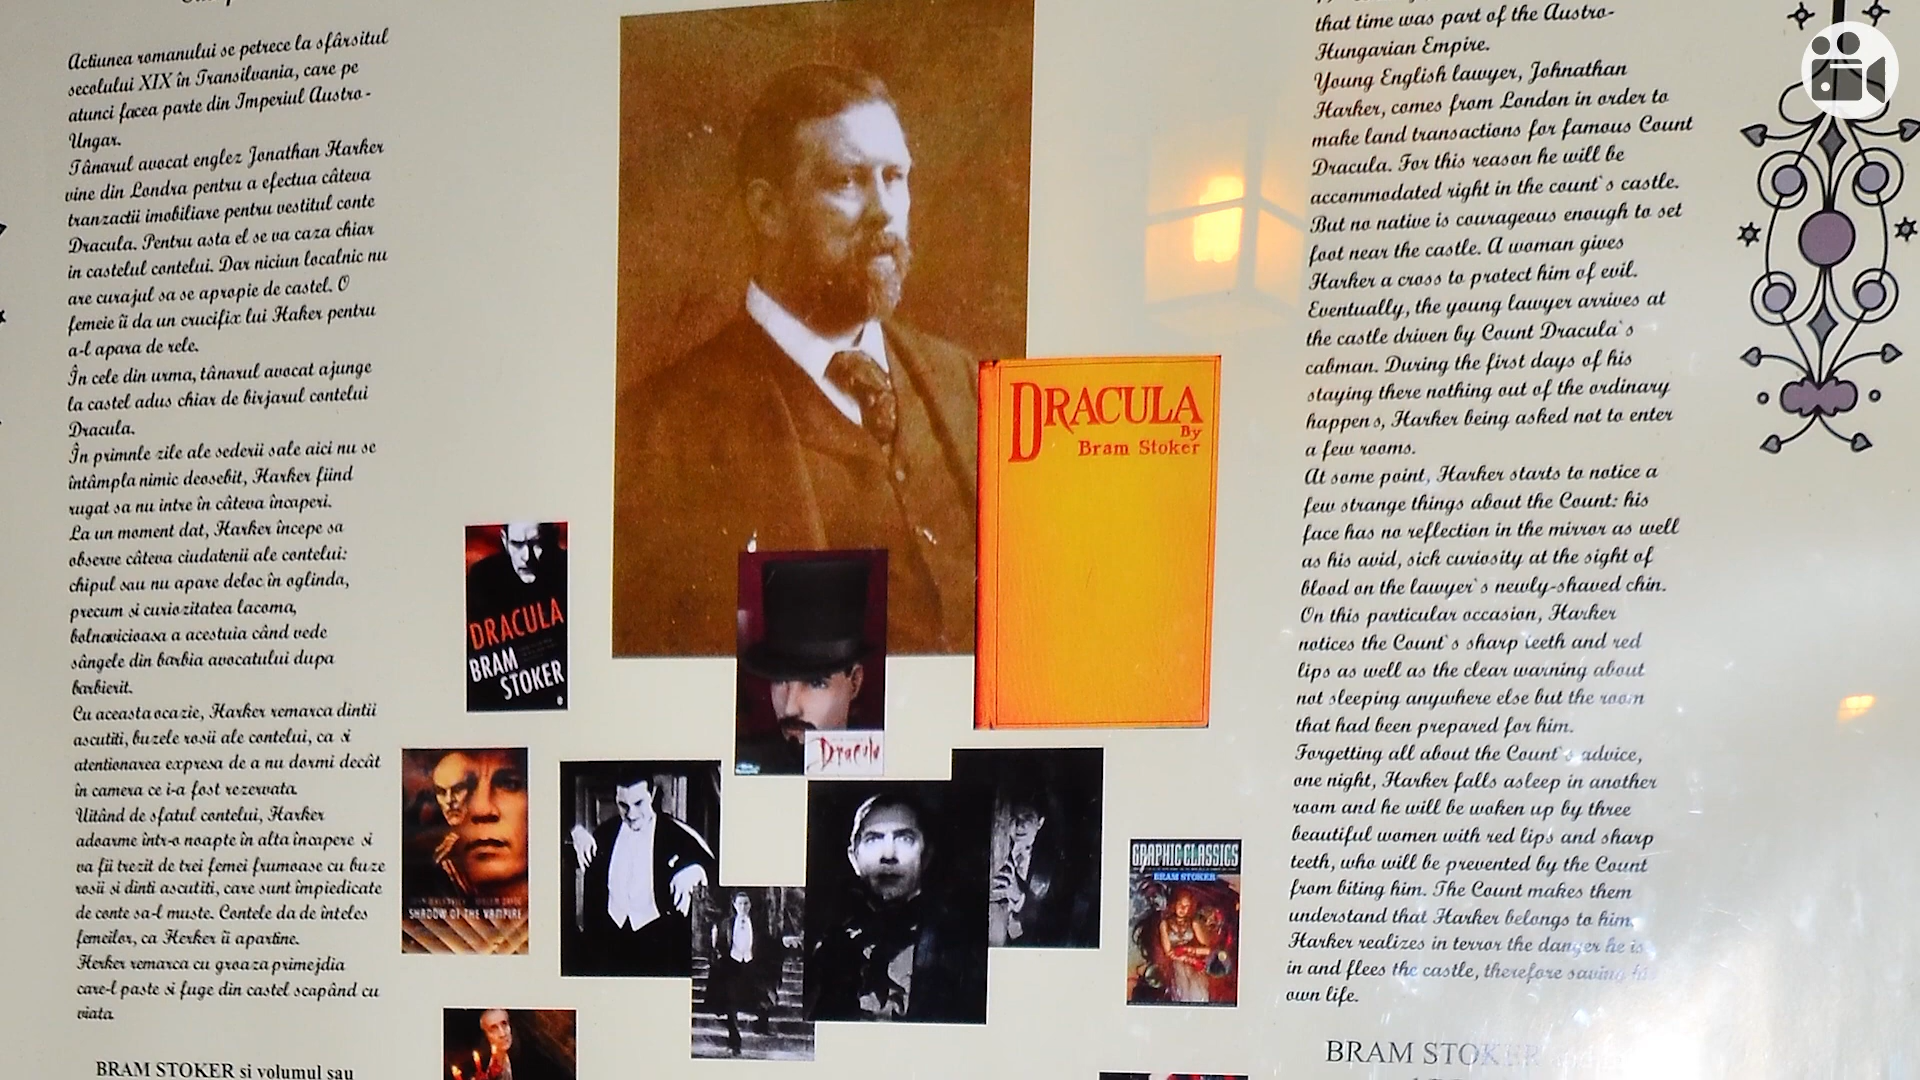 Actiunea romanului se petrece la sfârsitul
secolului XIX în Transilvania, care pe
atunci facea parte din Imperiul Austro-
Ungar.
Tânarul avocat englez Jonathan Harker
vine din Londra pentru a efectua câteva
tranzactii imobiliare pentru vestitul conte
Dracula. Pentru asta el se va caza chiar
in castelul contelui. Dar niciun localnic nu
are curajul sa se apropie de castel. O
femeie îi da un crucifix lui Haker pentru
a-l apara de rele.
În cele din urma, tânarul avocat ajunge
la castel adus chiar de birjarul contelui
Dracula.
În primnle zile ale sederii sale aici nu se
întâmpla nimic deosebit, Harker fiind
rugat sa nu intre în câteva încaperi.
La un moment dat, Harker începe sa
observe câteva ciudatenii ale contelui:
chipul sau nu apare deloc în oglinda,
precum si curiozitatea lacoma,
bolnavicioasa a acestuia când vede
sângele din barbia avocatului dupa
barbierit.
Cu aceasta ocazie, Harker remarca dintii
ascutiti, buzele rosii ale contelui, ca si
atentionarea expresa de a nu dormi decât
în camera ce i-a fost rezervata.
Uitând de sfatul contelui, Harker
adoarme într-o noapte în alta încapere si
va fii trezit de trei femei frumoase cu buze
rosii si dinti ascutiti, care sunt împiedicate
de conte sa-l muste. Contele da de înteles
femeilor, ca Herker îi apartine.
Herker remarca cu groaza primejdia
care-l paste si fuge din castel scapând cu
viata.
BRAM STOKER si volumul sau
DRACULA
By
Bram Stoker
DRACULA
BRAM
STOKER
Dracula
SHADOW OF THE VAMPIRE
GRAPHIC CLASSICS
BRAM STOKER
that time was part of the Austro-
Hungarian Empire.
Young English lawyer, Johnathan
Harker, comes from London in order to
make land transactions for famous Count
Dracula. For this reason he will be
accommodated right in the count`s castle.
But no native is courageous enough to set
foot near the castle. A woman gives
Harker a cross to protect him of evil.
Eventually, the young lawyer arrives at
the castle driven by Count Dracula`s
cabman. During the first days of his
staying there nothing out of the ordinary
happens, Harker being asked not to enter
a few rooms.
At some point, Harker starts to notice a
few strange things about the Count: his
face has no reflection in the mirror as well
as his avid, sick curiosity at the sight of
blood on the lawyer`s newly-shaved chin.
On this particular occasion, Harker
notices the Count`s sharp teeth and red
lips as well as the clear warning about
not sleeping anywhere else but the room
that had been prepared for him.
Forgetting all about the Count`s advice,
one night, Harker falls asleep in another
room and he will be woken up by three
beautiful women with red lips and sharp
teeth, who will be prevented by the Count
from biting him. The Count makes them
understand that Harker belongs to him.
Harker realizes in terror the danger he is
in and flees the castle, therefore saving his
own life.
BRAM STOKER